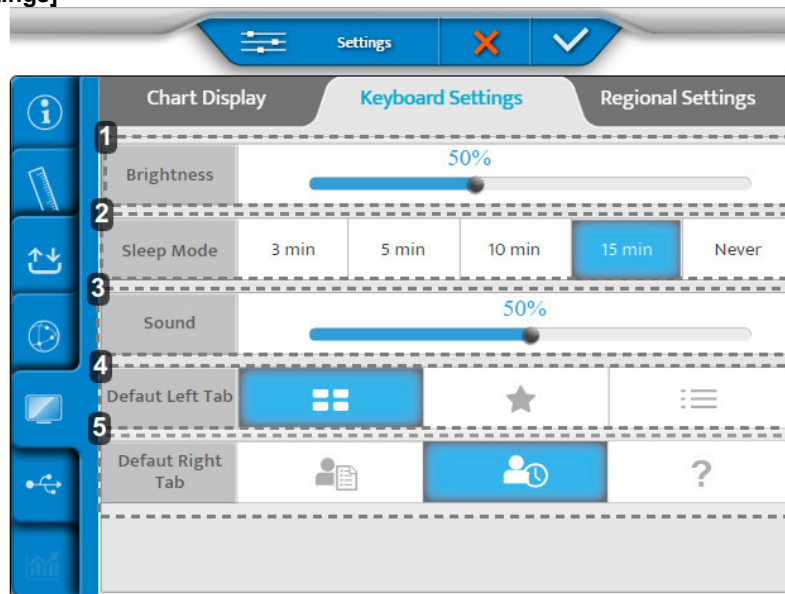 ings]
Settings
Chart Display Keyboard Settings Regional Settings
1
50%
Brightness
2
Sleep Mode 3 min 5 min 10 min 15 min Never
3
50%
Sound
4
Defaut Left Tab
5
Defaut Right
Tab
?